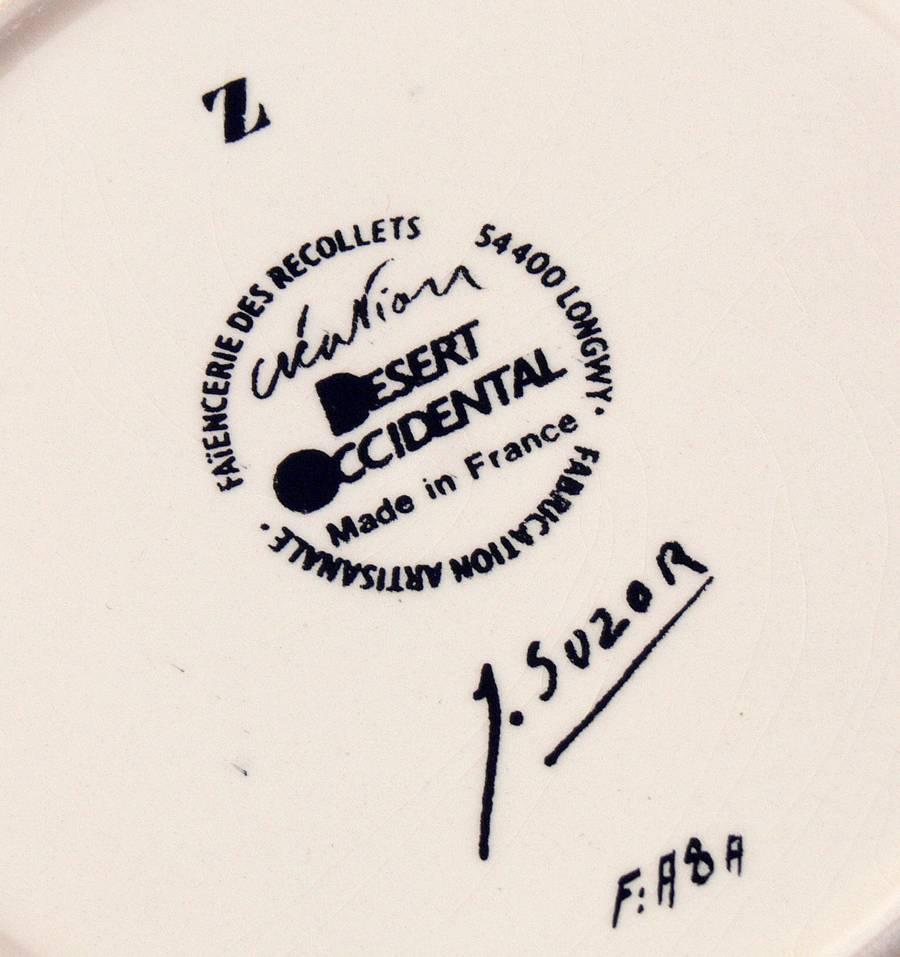 Z
FAÏENCERIE DES RECOLLETS
54400 LONGWY •
FABRICATION ARTISANALE •
création
DESERT
OCCIDENTAL
Made in France
J. SUZOR
F: A8A